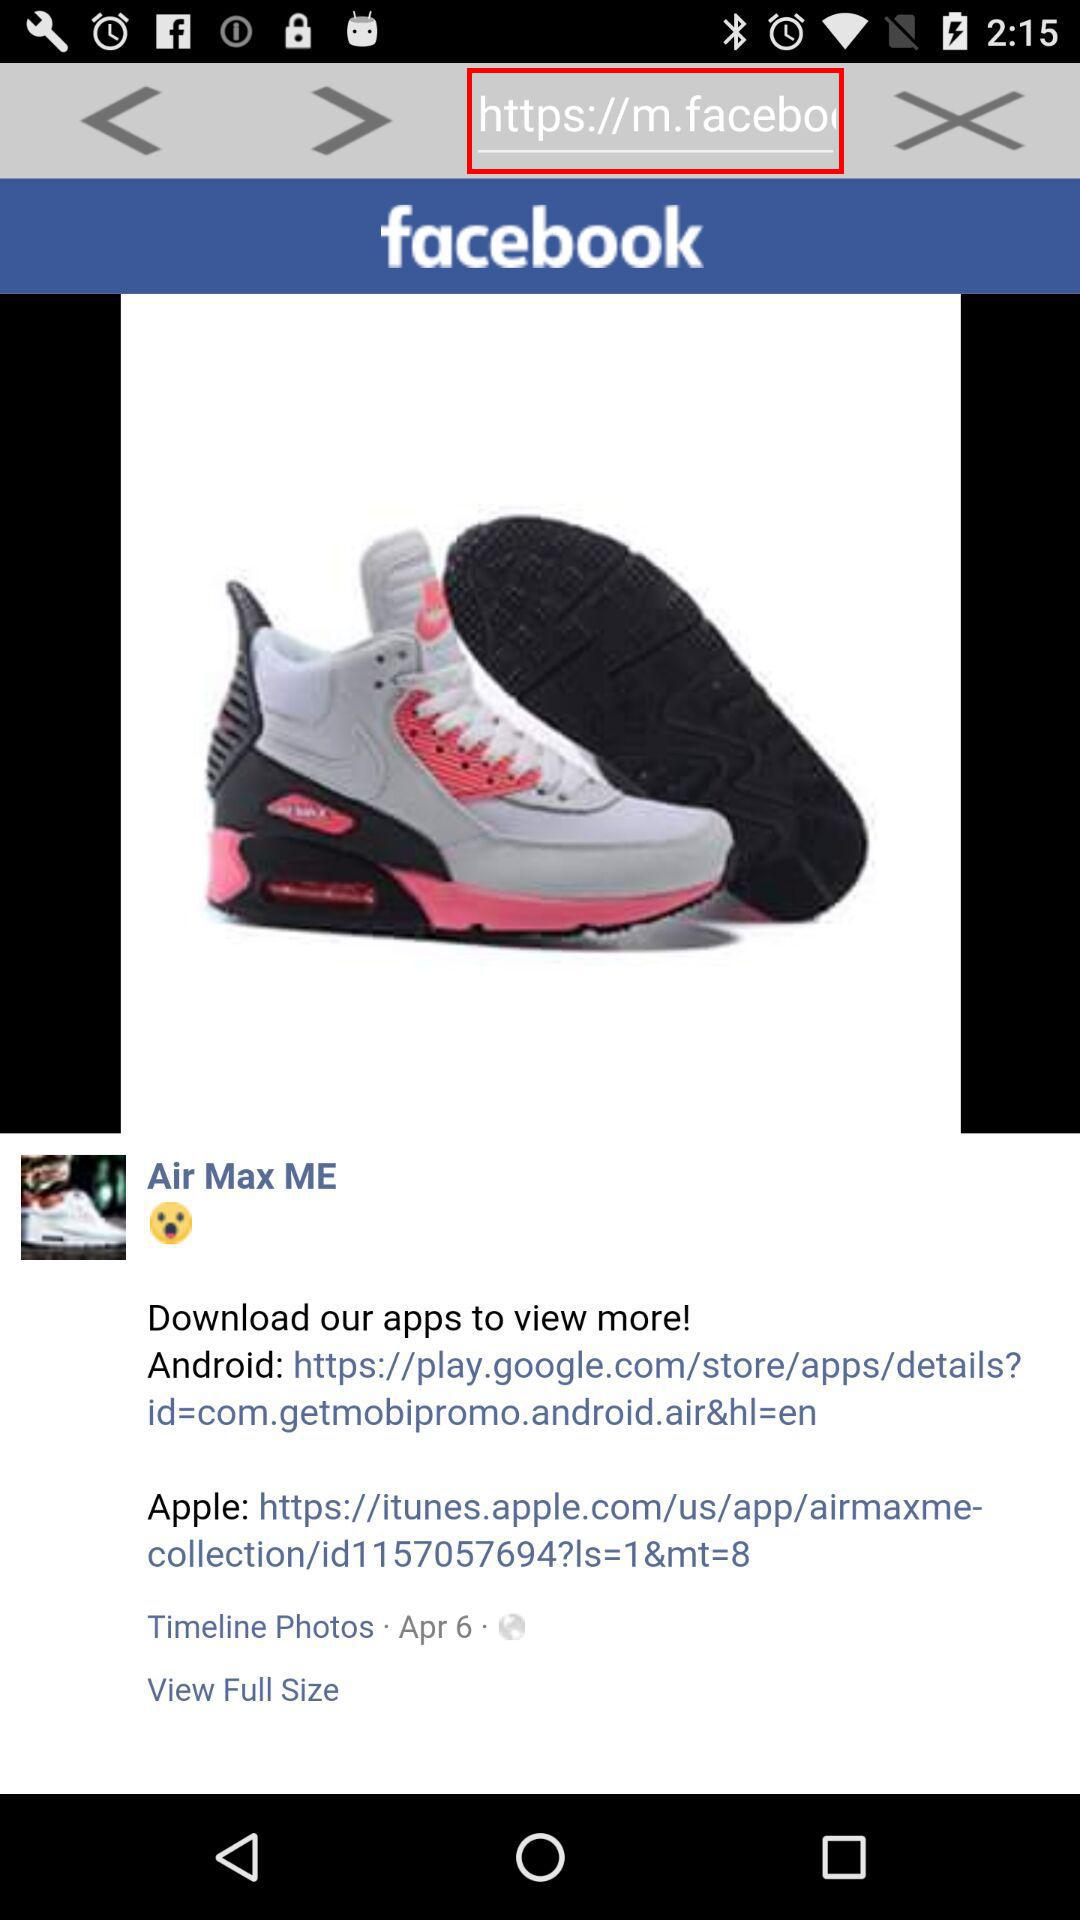 2:15
https://m.faceboo
facebook
Air Max ME
Download our apps to view more!
Android: https://play.google.com/store/apps/details?
id=com.getmobipromo.android.air&hl=en
Apple: https://itunes.apple.com/us/app/airmaxme-
collection/id1157057694?ls=1&mt=8
Timeline Photos · Apr 6 ·
View Full Size